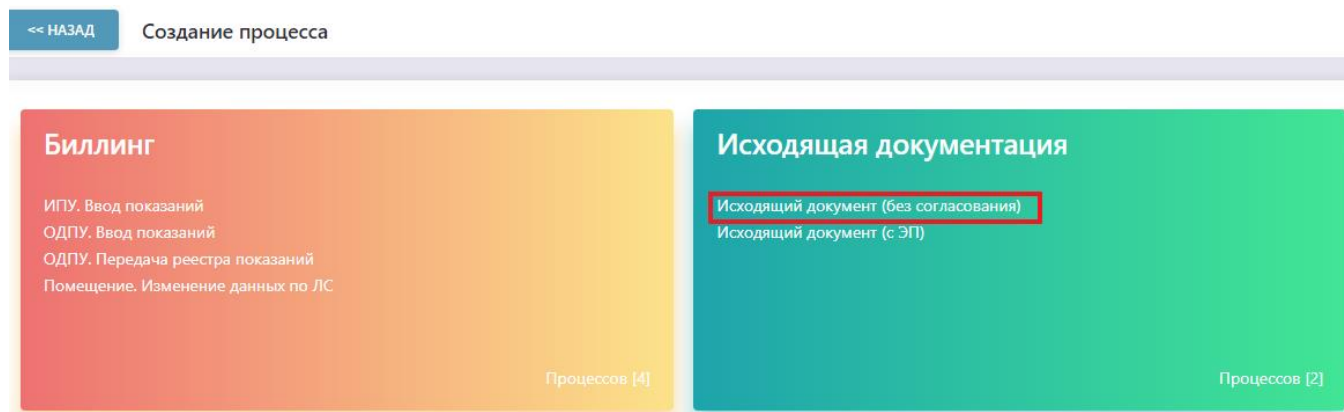 << НАЗАД
Создание процесса
Биллинг
ИПУ. Ввод показаний
ОДПУ. Ввод показаний
ОДПУ. Передача реестра показаний
Помещение. Изменение данных по ЛС
Процессов [4]
Исходящая документация
Исходящий документ (без согласования)
Исходящий документ (с ЭП)
Процессов [2]